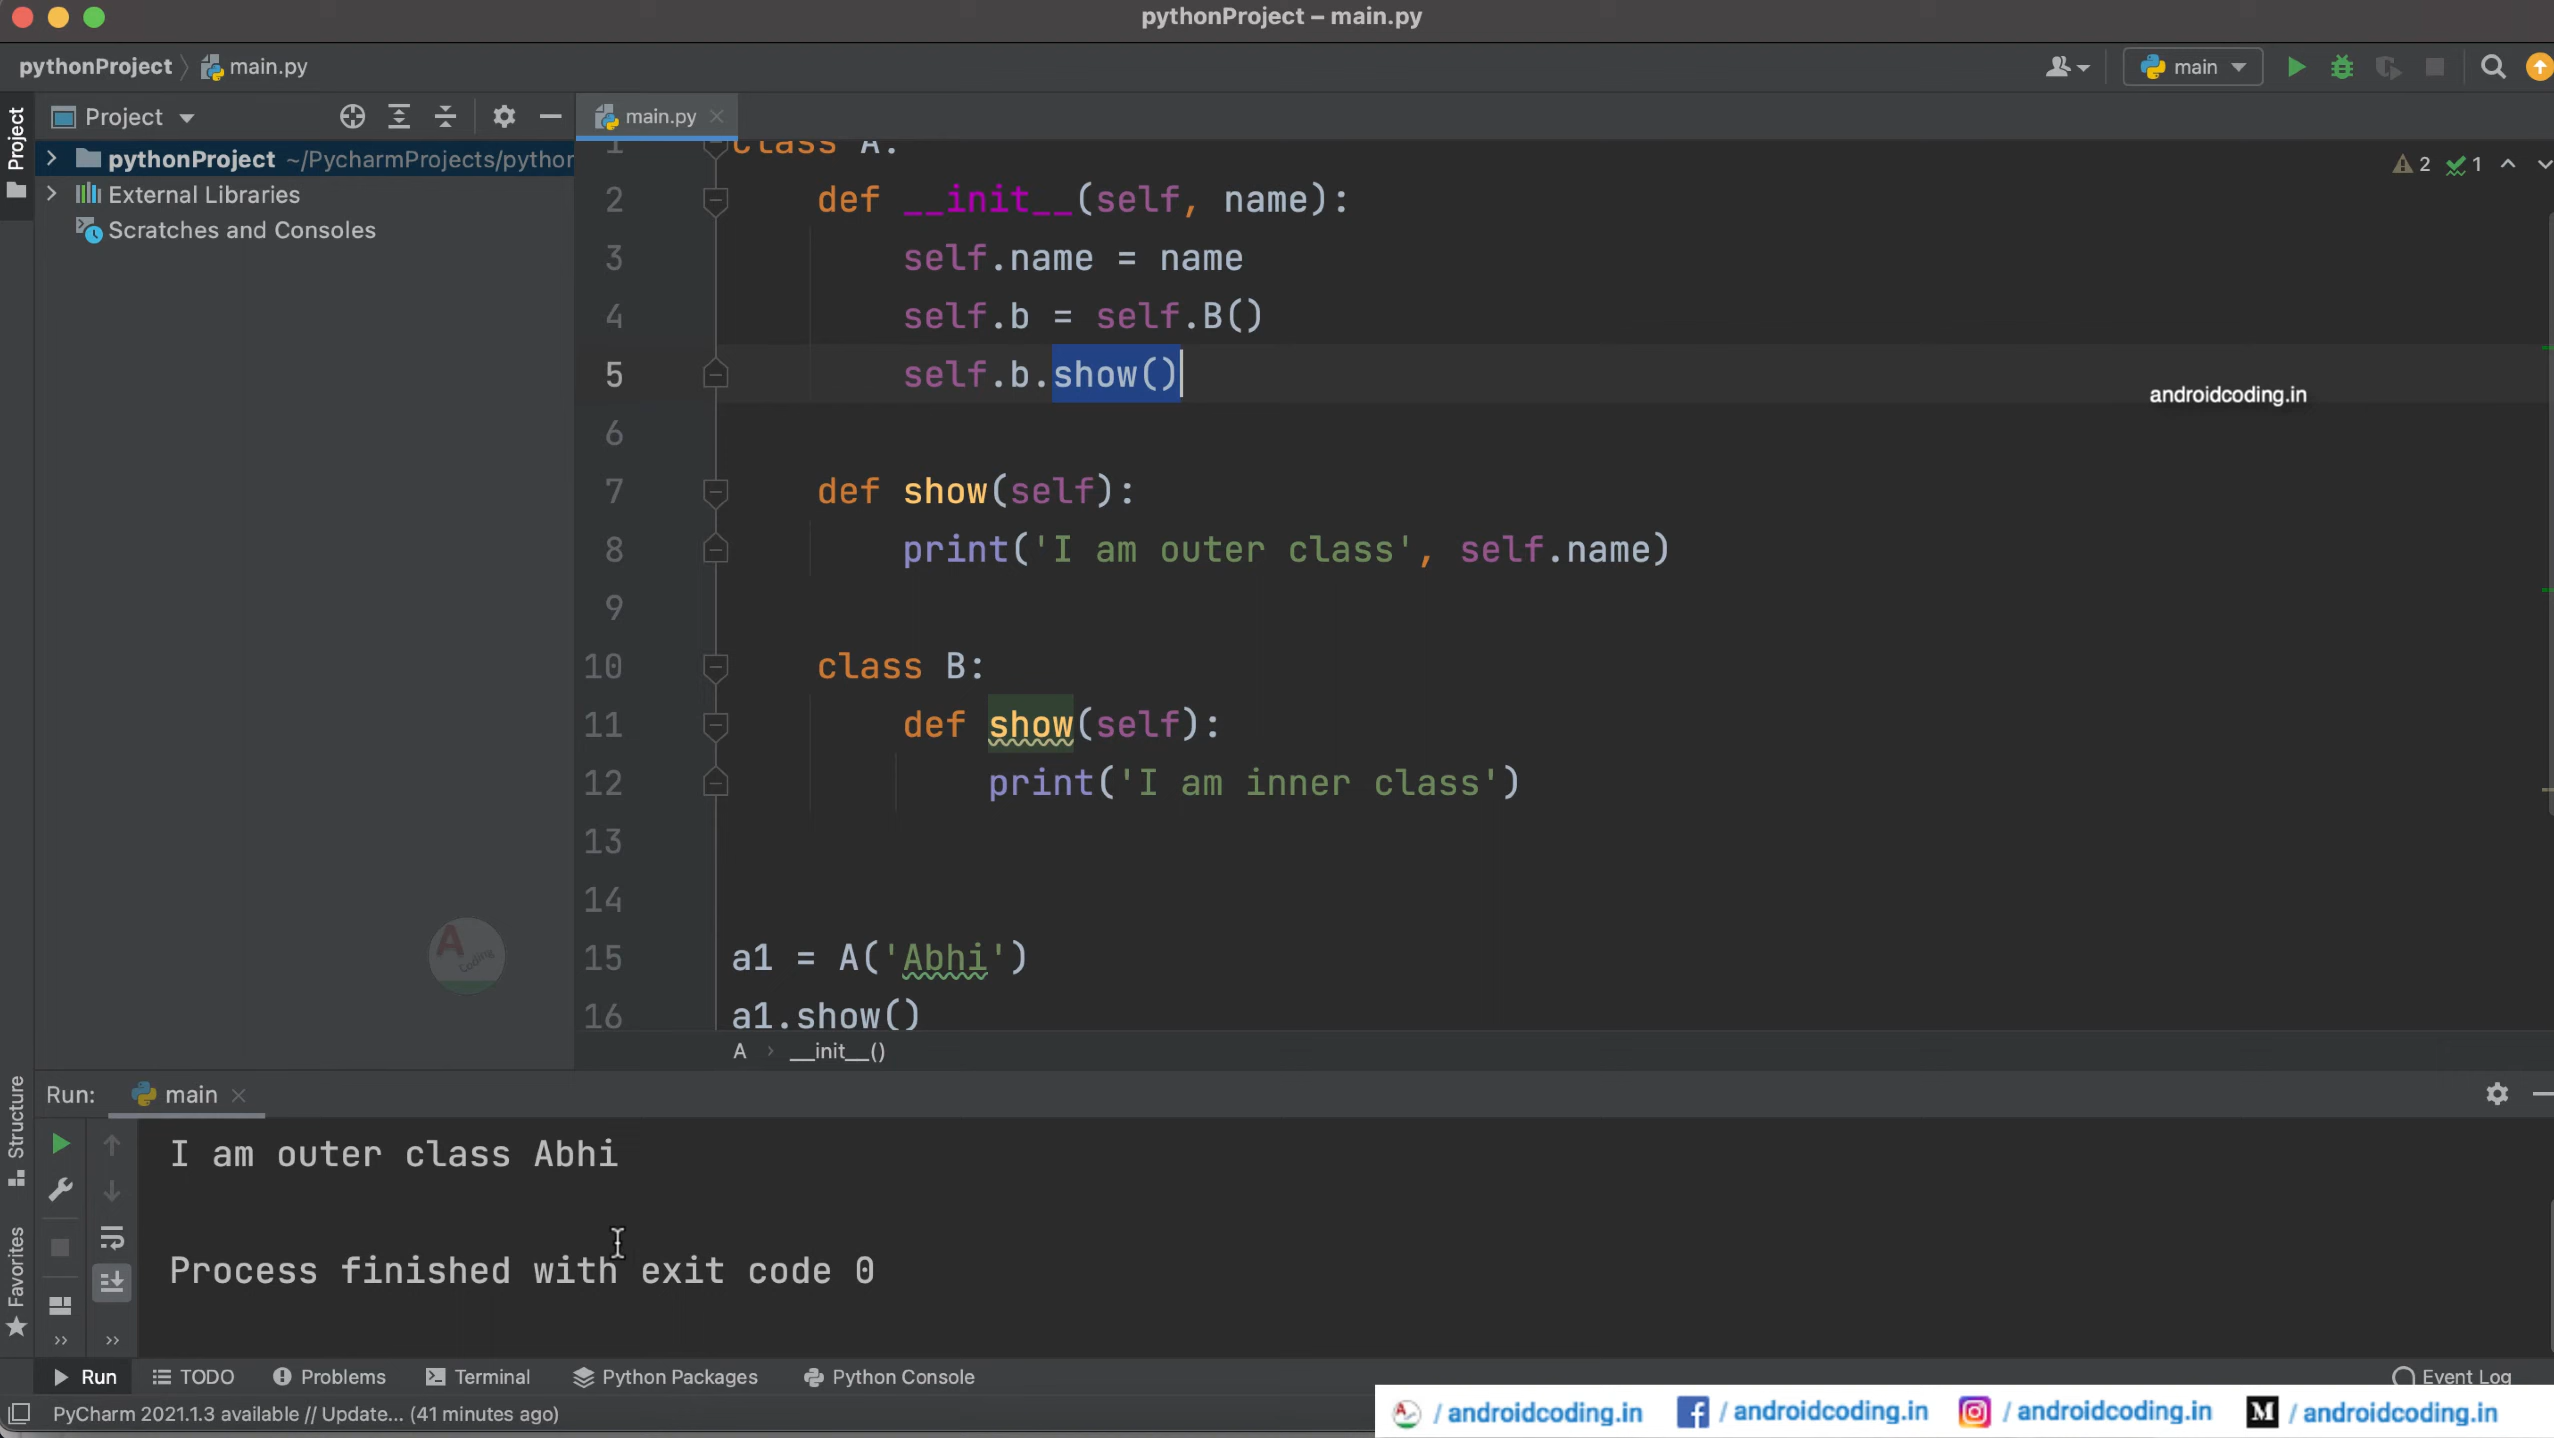 pythonProject – main.py
pythonProject main.py
main
Project
Project
main.py
pythonProject ~/PycharmProjects/python
External Libraries
Scratches and Consoles
2 1
1 class A:
2 def __init__(self, name):
3 self.name = name
4 self.b = self.B()
5 self.b.show()
androidcoding.in
6
7 def show(self):
8 print('I am outer class', self.name)
9
10 class B:
11 def show(self):
12 print('I am inner class')
13
14
15 a1 = A('Abhi')
16 a1.show()
A Coding
A __init__()
Structure
Favorites
Run: main
I am outer class Abhi
Process finished with exit code 0
Run TODO Problems Terminal Python Packages Python Console Event Log
PyCharm 2021.1.3 available // Update... (41 minutes ago)
/ androidcoding.in / androidcoding.in / androidcoding.in / androidcoding.in